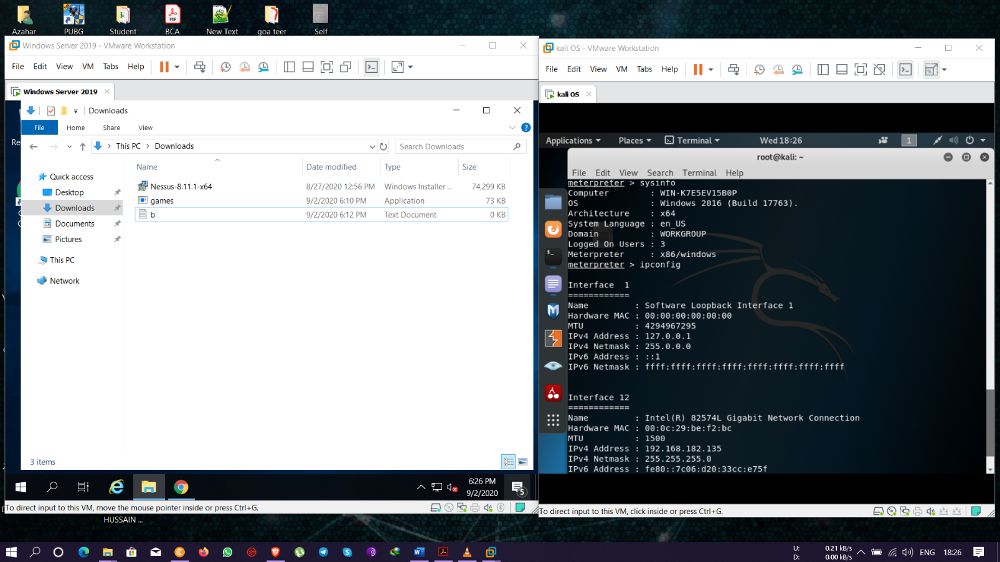 Azahar
PUBG
Student
BCA
New Text
goa teer
Self
Windows Server 2019 - VMware Workstation
File Edit View VM Tabs Help
Windows Server 2019
Downloads
File Home Share View
This PC > Downloads
Search Downloads
Name Date modified Type Size
Quick access
Desktop
Downloads
Documents
Pictures
This PC
Network
Nessus-8.11.1-x64 8/27/2020 12:56 PM Windows Installer ... 74,299 KB
games 9/2/2020 6:10 PM Application 73 KB
b 9/2/2020 6:12 PM Text Document 0 KB
3 items
6:26 PM
9/2/2020
5
To direct input to this VM, move the mouse pointer inside or press Ctrl+G.
HUSSAIN ...
kali OS - VMware Workstation
File Edit View VM Tabs Help
kali OS
Applications Places Terminal Wed 18:26 1
root@kali: ~
File Edit View Search Terminal Help
meterpreter > sysinfo
Computer : WIN-K7E5EV15B0P
OS : Windows 2016 (Build 17763).
Architecture : x64
System Language : en_US
Domain : WORKGROUP
Logged On Users : 3
Meterpreter : x86/windows
meterpreter > ipconfig
Interface 1
============
Name : Software Loopback Interface 1
Hardware MAC : 00:00:00:00:00:00
MTU : 4294967295
IPv4 Address : 127.0.0.1
IPv4 Netmask : 255.0.0.0
IPv6 Address : ::1
IPv6 Netmask : ffff:ffff:ffff:ffff:ffff:ffff:ffff:ffff
Interface 12
============
Name : Intel(R) 82574L Gigabit Network Connection
Hardware MAC : 00:0c:29:be:f2:bc
MTU : 1500
IPv4 Address : 192.168.182.135
IPv4 Netmask : 255.255.255.0
IPv6 Address : fe80::7c06:d20:33cc:e75f
To direct input to this VM, click inside or press Ctrl+G.
U: 0.21 kB/s
D: 0.00 kB/s
ENG 18:26